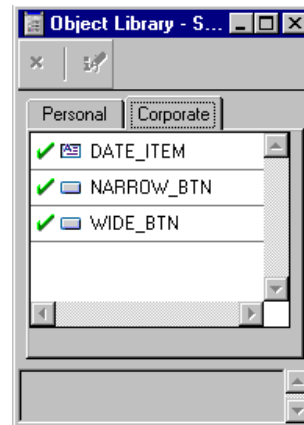 Object Library - S...
Personal Corporate
DATE_ITEM
NARROW_BTN
WIDE_BTN